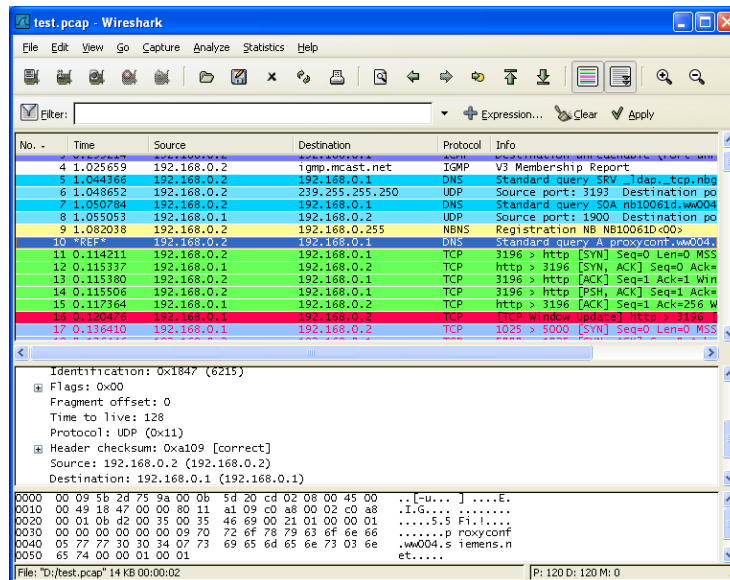 test.pcap - Wireshark
File Edit View Go Capture Analyze Statistics Help
Filter: Expression... Clear Apply
No. - Time Source Destination Protocol Info
3 0.299214 192.168.0.2 192.168.0.1 ICMP Destination unreachable (Port unr
4 1.025659 192.168.0.2 igmp.mcast.net IGMP V3 Membership Report
5 1.044366 192.168.0.2 192.168.0.1 DNS Standard query SRV _ldap._tcp.nbg
6 1.048652 192.168.0.2 239.255.255.250 UDP Source port: 3193 Destination po
7 1.050784 192.168.0.2 192.168.0.1 DNS Standard query SOA nb10061d.ww004
8 1.055053 192.168.0.1 192.168.0.2 UDP Source port: 1900 Destination po
9 1.082038 192.168.0.2 192.168.0.255 NBNS Registration NB NB10061D<00>
10 *REF* 192.168.0.2 192.168.0.1 DNS Standard query A proxyconf.ww004.
11 0.114211 192.168.0.2 192.168.0.1 TCP 3196 > http [SYN] Seq=0 Len=0 MSS
12 0.115337 192.168.0.1 192.168.0.2 TCP http > 3196 [SYN, ACK] Seq=0 Ack=
13 0.115380 192.168.0.2 192.168.0.1 TCP 3196 > http [ACK] Seq=1 Ack=1 Win
14 0.115506 192.168.0.2 192.168.0.1 TCP 3196 > http [PSH, ACK] Seq=1 Ack=
15 0.117364 192.168.0.1 192.168.0.2 TCP http > 3196 [ACK] Seq=1 Ack=256 W
16 0.120476 192.168.0.1 192.168.0.2 TCP [TCP Window Update] http > 3196 [
17 0.136410 192.168.0.1 192.168.0.2 TCP 1025 > 5000 [SYN] Seq=0 Len=0 MSS
Identification: 0x1847 (6215)
Flags: 0x00
Fragment offset: 0
Time to live: 128
Protocol: UDP (0x11)
Header checksum: 0xa109 [correct]
Source: 192.168.0.2 (192.168.0.2)
Destination: 192.168.0.1 (192.168.0.1)
0000 00 09 5b 2d 75 9a 00 0b 5d 20 cd 02 08 00 45 00 ..[-u... ] ....E.
0010 00 49 18 47 00 00 80 11 a1 09 c0 a8 00 02 c0 a8 .I.G.... ........
0020 00 01 0b d2 00 35 00 35 46 69 00 21 01 00 00 01 .....5.5 Fi.!....
0030 00 00 00 00 00 00 09 70 72 6f 78 79 63 6f 6e 66 .......p roxyconf
0040 05 77 77 30 30 34 07 73 69 65 6d 65 6e 73 03 6e .ww004.s iemens.n
0050 65 74 00 00 01 00 01 et.....
File: "D:/test.pcap" 14 KB 00:00:02 P: 120 D: 120 M: 0